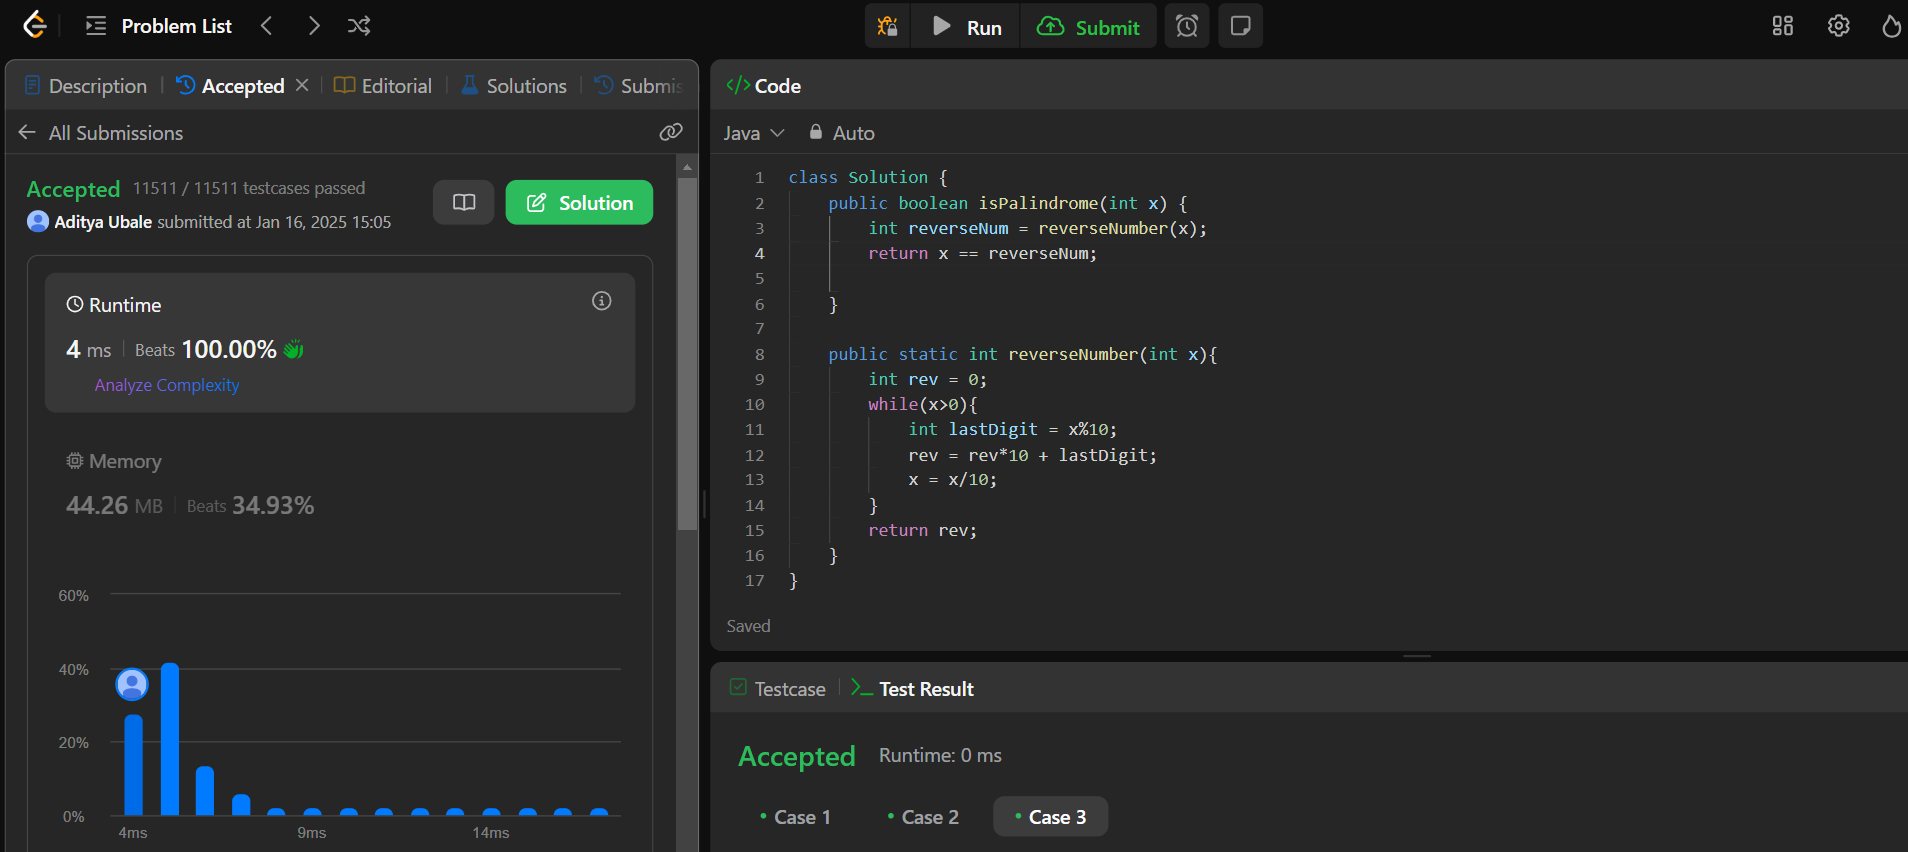 Problem List
Run
Submit
Description
Accepted
Editorial
Solutions
All Submissions
Accepted 11511 / 11511 testcases passed
Aditya Ubale submitted at Jan 16, 2025 15:05
Solution
Runtime
4 ms Beats 100.00%
Analyze Complexity
Memory
44.26 MB Beats 34.93%
60%
40%
20%
0%
4ms 9ms 14ms
</> Code
Java Auto
1 class Solution {
2 public boolean isPalindrome(int x) {
3 int reverseNum = reverseNumber(x);
4 return x == reverseNum;
5
6 }
7
8 public static int reverseNumber(int x){
9 int rev = 0;
10 while(x>0){
11 int lastDigit = x%10;
12 rev = rev*10 + lastDigit;
13 x = x/10;
14 }
15 return rev;
16 }
17 }
Saved
Testcase
Test Result
Accepted Runtime: 0 ms
• Case 1 • Case 2 • Case 3